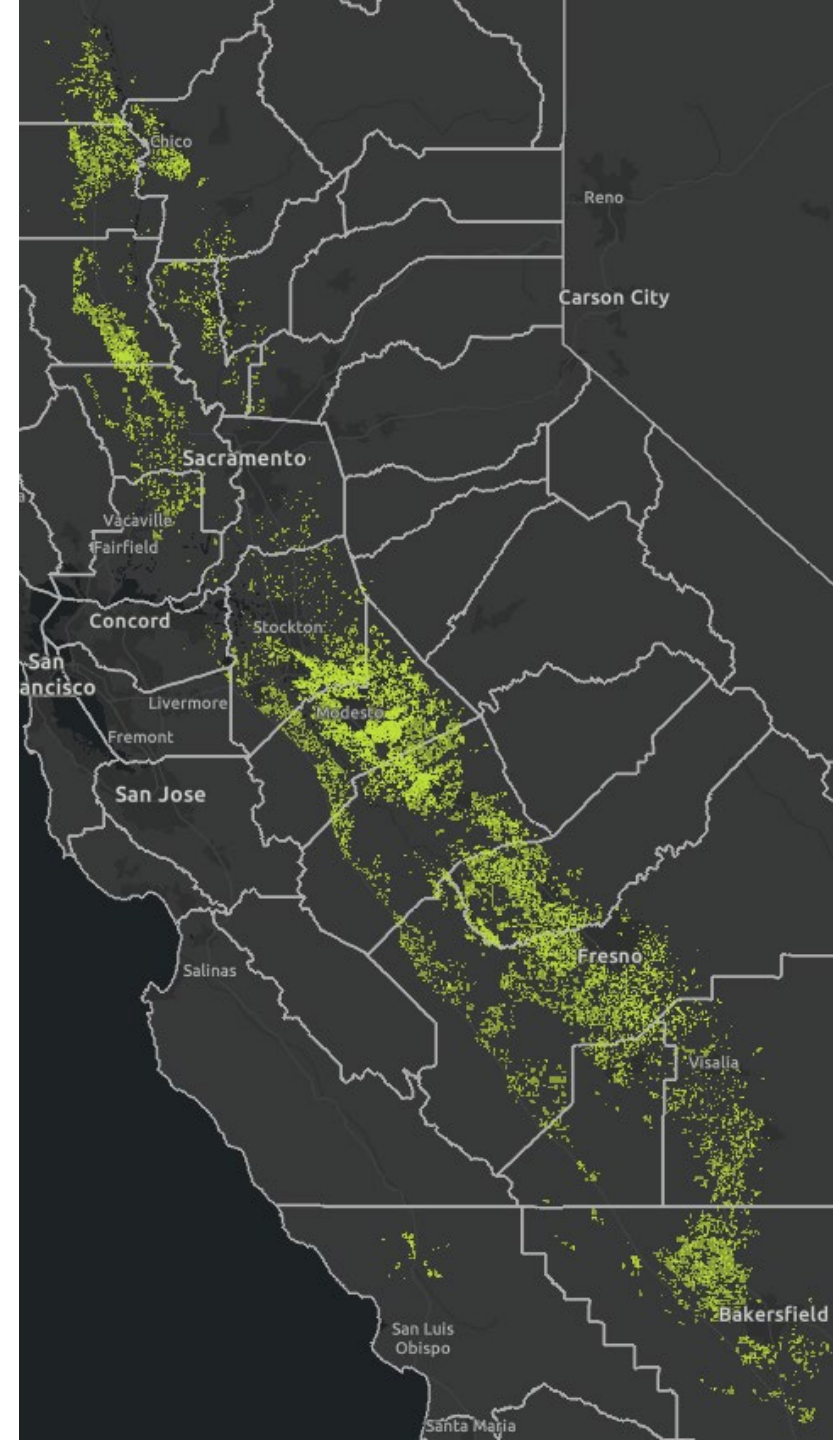 Chico
Reno
Carson City
Sacramento
Vacaville
Fairfield
Concord
Stockton
San
ancisco
Livermore
Modesto
Fremont
San Jose
Fresno
Salinas
Visalia
Bakersfield
San Luis
Obispo
Santa Maria